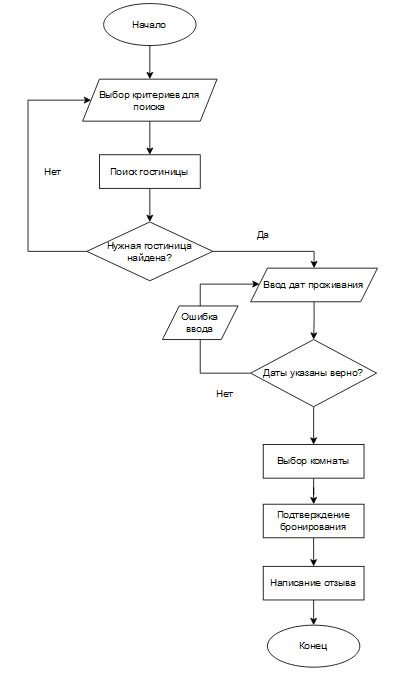 Начало
Выбор критериев для
поиска
Нет
Поиск гостиницы
Нужная гостиница
найдена?
Да
Ввод дат проживания
Ошибка
ввода
Даты указаны верно?
Нет
Выбор комнаты
Подтверждение
бронирования
Написание отзыва
Конец